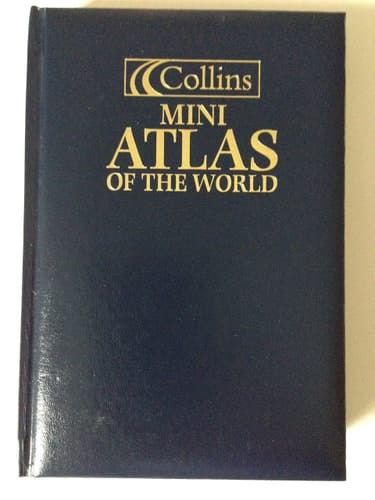 Collins
MINI
ATLAS
OF THE WORLD